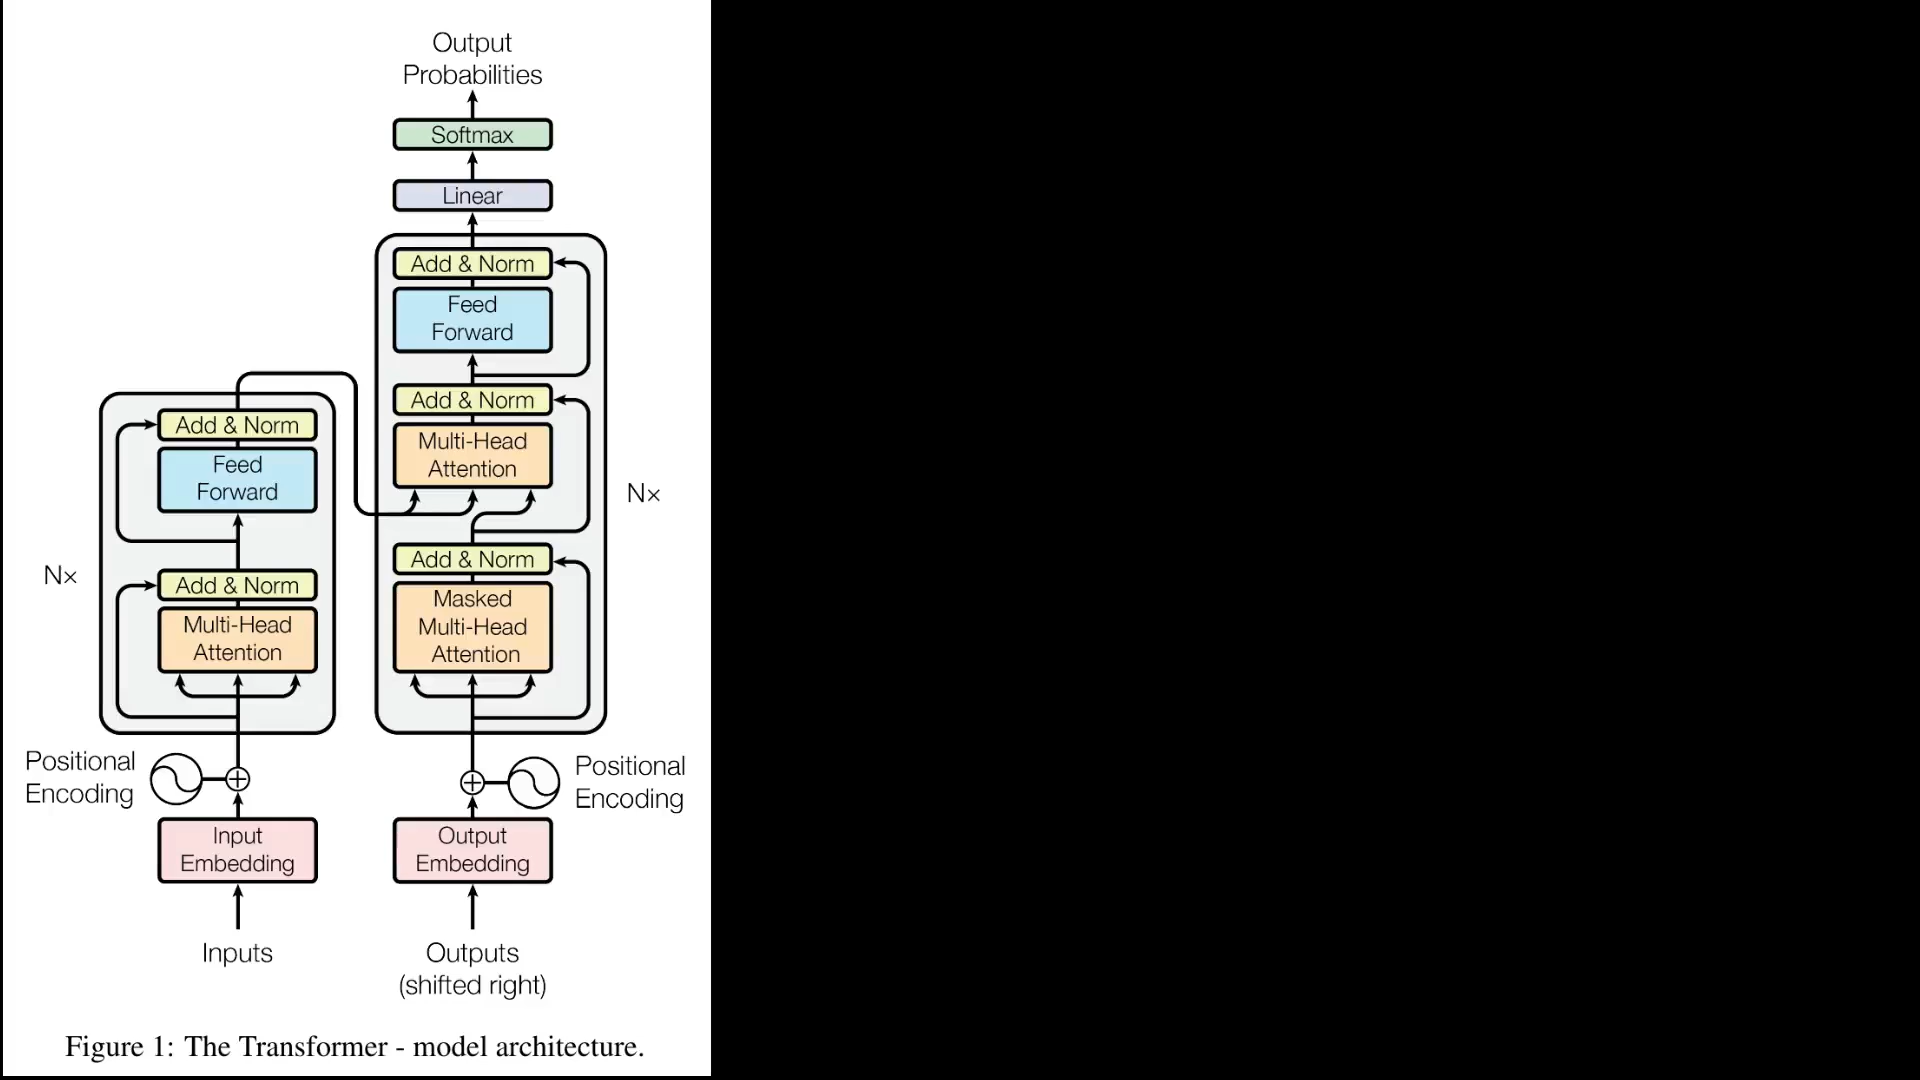 Output
Probabilities
Softmax
Linear
Add & Norm
Feed
Forward
Add & Norm
Multi-Head
Attention
N×
Add & Norm
Masked
Multi-Head
Attention
Add & Norm
Feed
Forward
N×
Add & Norm
Multi-Head
Attention
Positional
Encoding
Positional
Encoding
Input
Embedding
Output
Embedding
Inputs
Outputs
(shifted right)
Figure 1: The Transformer - model architecture.